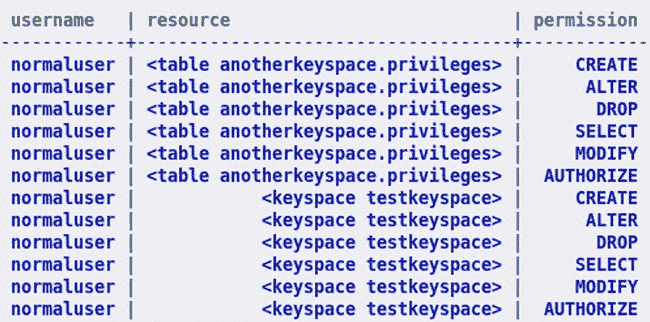 username | resource | permission
------------+------------------------------------+------------
normaluser | <table anotherkeyspace.privileges> | CREATE
normaluser | <table anotherkeyspace.privileges> | ALTER
normaluser | <table anotherkeyspace.privileges> | DROP
normaluser | <table anotherkeyspace.privileges> | SELECT
normaluser | <table anotherkeyspace.privileges> | MODIFY
normaluser | <table anotherkeyspace.privileges> | AUTHORIZE
normaluser | <keyspace testkeyspace> | CREATE
normaluser | <keyspace testkeyspace> | ALTER
normaluser | <keyspace testkeyspace> | DROP
normaluser | <keyspace testkeyspace> | SELECT
normaluser | <keyspace testkeyspace> | MODIFY
normaluser | <keyspace testkeyspace> | AUTHORIZE